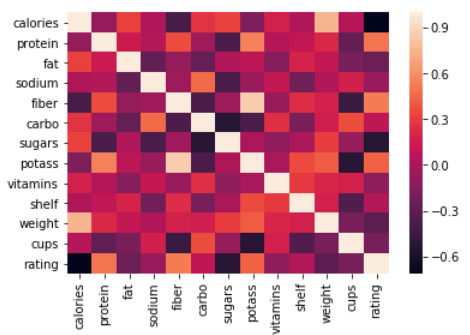 calories
protein
fat
sodium
fiber
carbo
sugars
potass
vitamins
shelf
weight
cups
rating
calories
protein
fat
sodium
fiber
carbo
sugars
potass
vitamins
shelf
weight
cups
rating
0.9
0.6
0.3
0.0
−0.3
−0.6